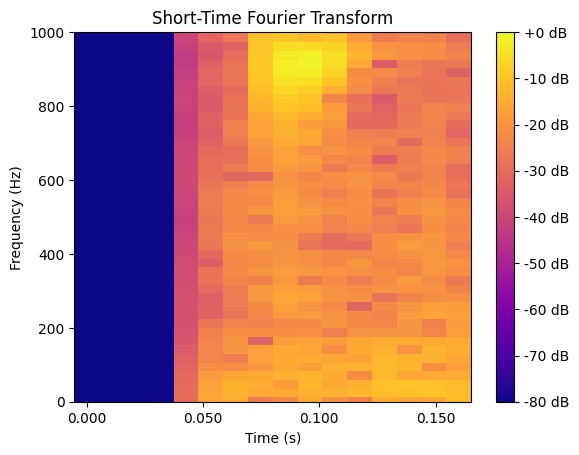 Short-Time Fourier Transform
Frequency (Hz)
1000
800
600
400
200
0
0.000
0.050
0.100
0.150
Time (s)
+0 dB
-10 dB
-20 dB
-30 dB
-40 dB
-50 dB
-60 dB
-70 dB
-80 dB